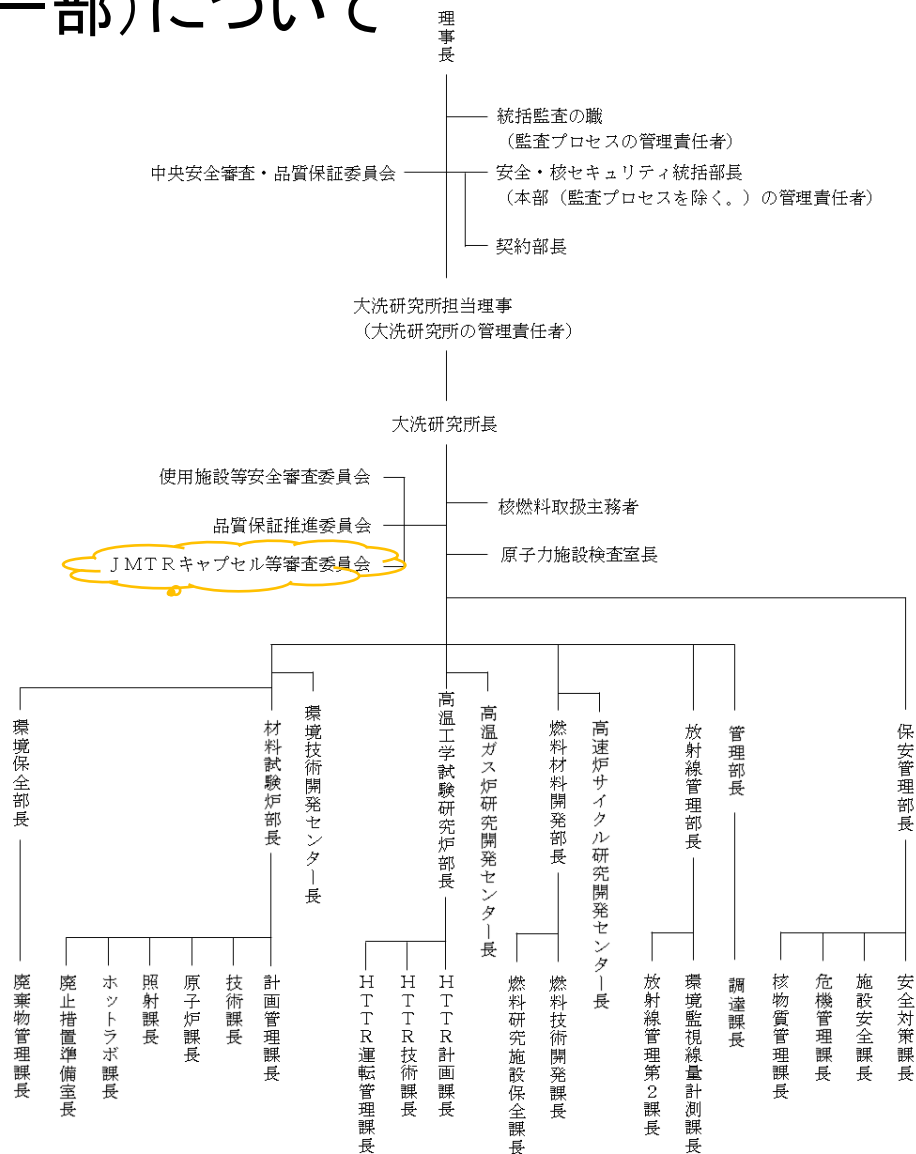 一部)について
理事長
統括監査の職
(監査プロセスの管理責任者)
中央安全審査・品質保証委員会
安全・核セキュリティ統括部長
(本部(監査プロセスを除く。)の管理責任者)
契約部長
大洗研究所担当理事
(大洗研究所の管理責任者)
大洗研究所長
使用施設等安全審査委員会
核燃料取扱主務者
品質保証推進委員会
原子力施設検査室長
JMTRキャプセル等審査委員会
環境保全部長
材料試験炉部長
環境技術開発センター長
高温工学試験研究炉部長
高温ガス炉研究開発センター長
燃料材料開発部長
高速炉サイクル研究開発センター長
放射線管理部長
管理部長
保安管理部長
廃棄物管理課長
廃止措置準備室長
ホットラボ課長
照射課長
原子炉課長
技術課長
計画管理課長
HTTR運転管理課長
HTTR技術課長
HTTR計画課長
燃料研究施設保全課長
燃料技術開発課長
放射線管理第2課長
環境監視線量計測課長
調達課長
核物質管理課長
危機管理課長
施設安全課長
安全対策課長